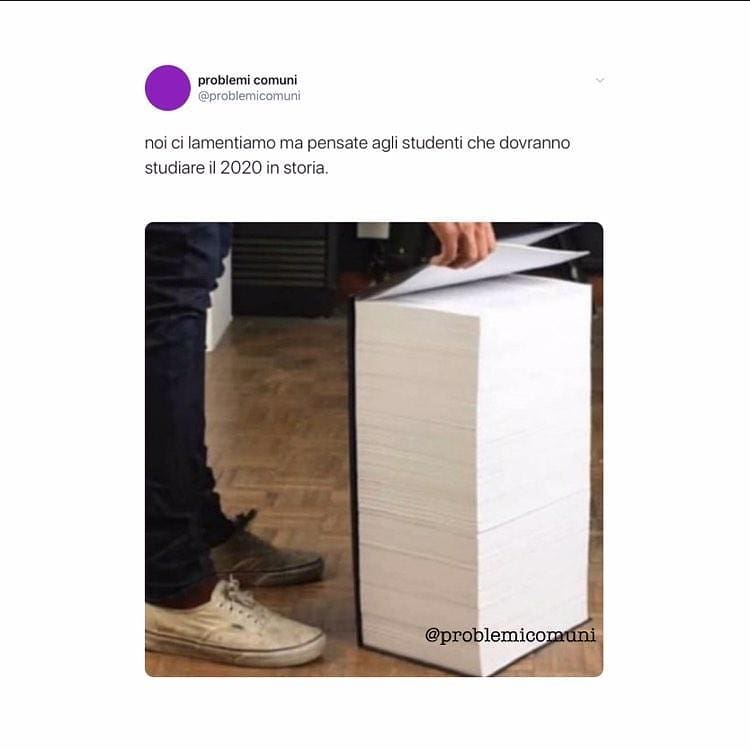 problemi comuni
@problemicomuni
noi ci lamentiamo ma pensate agli studenti che dovranno
studiare il 2020 in storia.
@problemicomuni